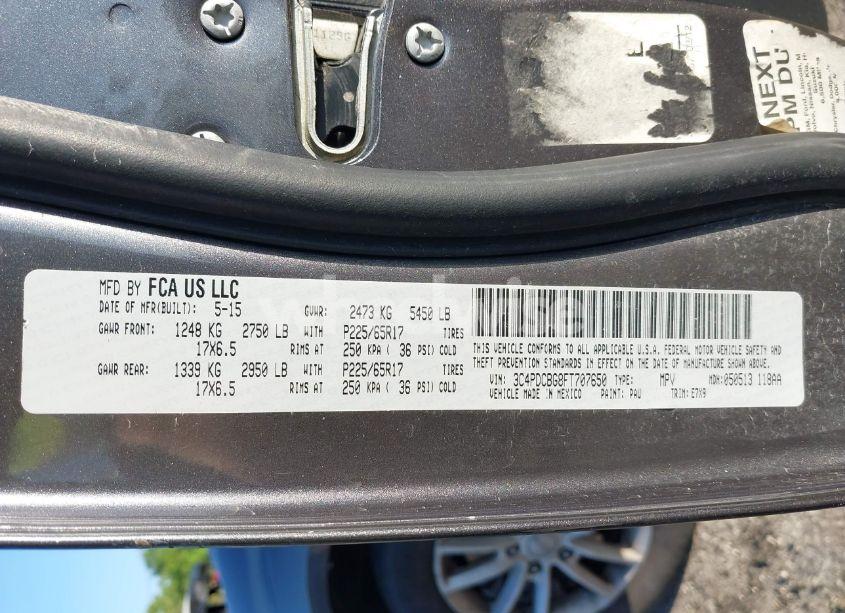 1129G
NEXT
PM DU
MFD BY FCA US LLC
DATE OF MFR(BUILT): 5-15 GVWR: 2473 KG 5450 LB
GAWR FRONT: 1248 KG 2750 LB WITH P225/65R17 TIRES
17X6.5 RIMS AT 250 KPA ( 36 PSI) COLD
GAWR REAR: 1339 KG 2950 LB WITH P225/65R17 TIRES
17X6.5 RIMS AT 250 KPA ( 36 PSI) COLD
THIS VEHICLE CONFORMS TO ALL APPLICABLE U.S.A. FEDERAL MOTOR VEHICLE SAFETY AND
THEFT PREVENTION STANDARDS IN EFFECT ON THE DATE OF MANUFACTURE SHOWN ABOVE.
VIN: 3C4PDCBG0FT707650 TYPE: MPV MDH: 050513 118AA
VEHICLE MADE IN MEXICO PAINT: PAU TRIM: E7X9